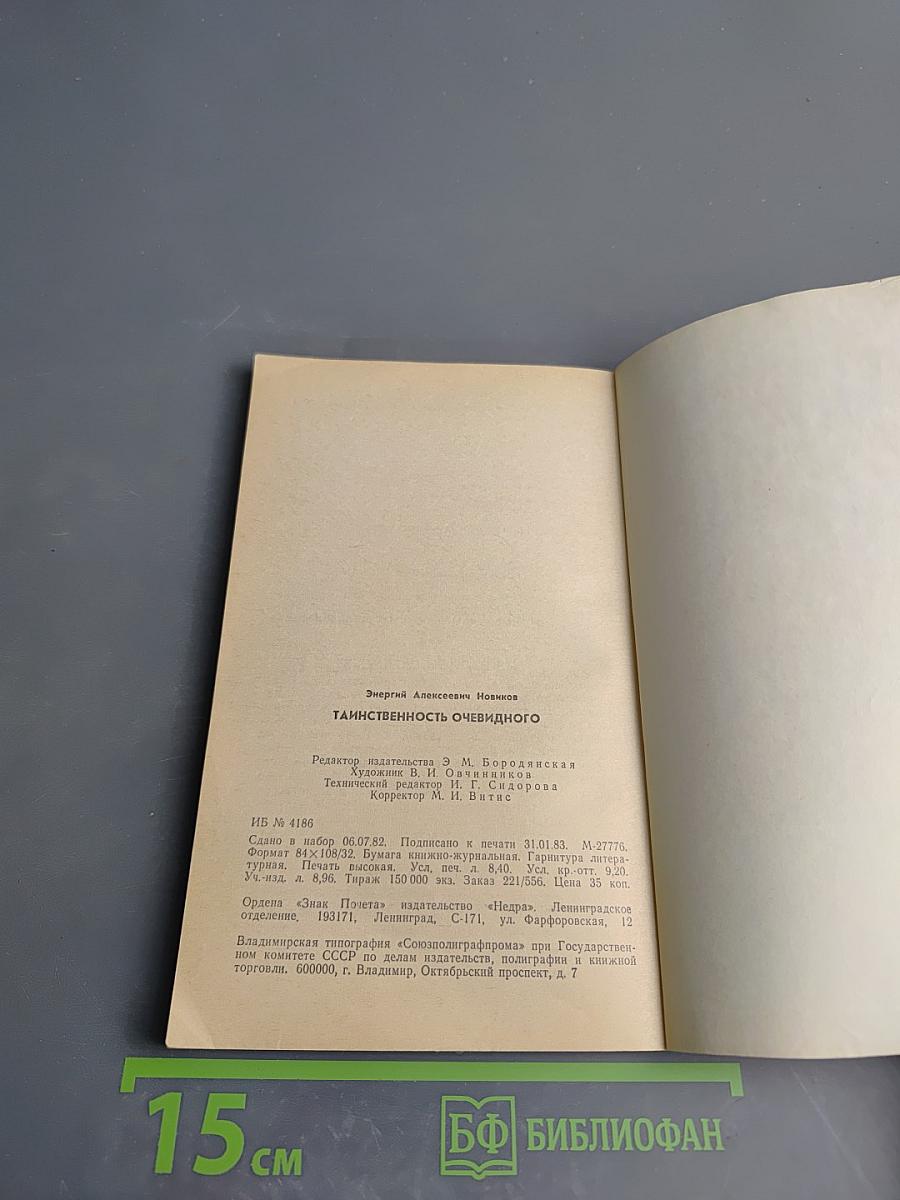 Энергий Алексеевич Новиков
ТАИНСТВЕННОСТЬ ОЧЕВИДНОГО
Редактор издательства Э М. Бородянская
Художник В. И. Овчинников
Технический редактор И. Г. Сидорова
Корректор М. И. Витис
ИБ № 4186
Сдано в набор 06.07.82. Подписано к печати 31.01.83. М-27776.
Формат 84×108/32. Бумага книжно-журнальная. Гарнитура литера-
турная. Печать высокая. Усл, печ. л. 8,40. Усл. кр.-отт. 9,20.
Уч.-изд. л. 8,96. Тираж 150 000 экз. Заказ 221/556. Цена 35 коп.
Ордена «Знак Почета» издательство «Недра». Ленинградское
отделение. 193171, Ленинград, С-171, ул. Фарфоровская, 12
Владимирская типография «Союзполиграфпрома» при Государствен-
ном комитете СССР по делам издательств, полиграфии и книжной
торговли. 600000, г. Владимир, Октябрьский проспект, д. 7
15 см
БФ БИБЛИОФАН